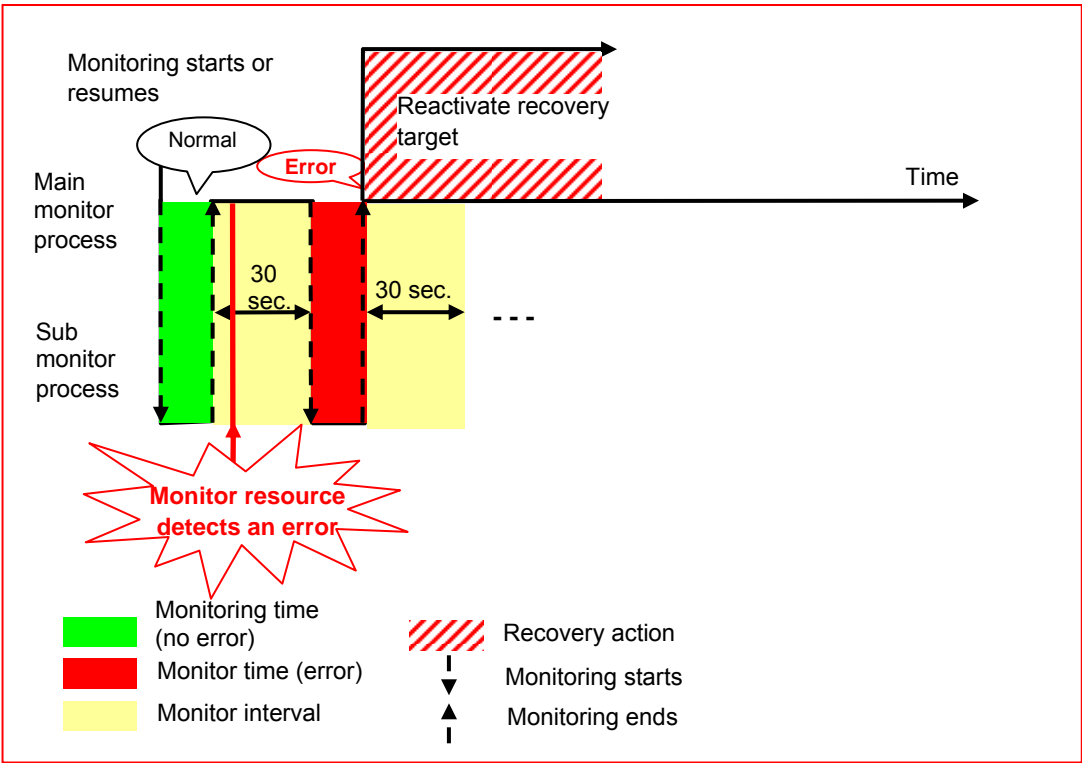 Monitoring starts or
resumes
Normal
Error
Reactivate recovery
target
Time
Main
monitor
process
30
sec.
30 sec.
- - -
Sub
monitor
process
Monitor resource
detects an error
Monitoring time
(no error)
Monitor time (error)
Monitor interval
Recovery action
Monitoring starts
Monitoring ends